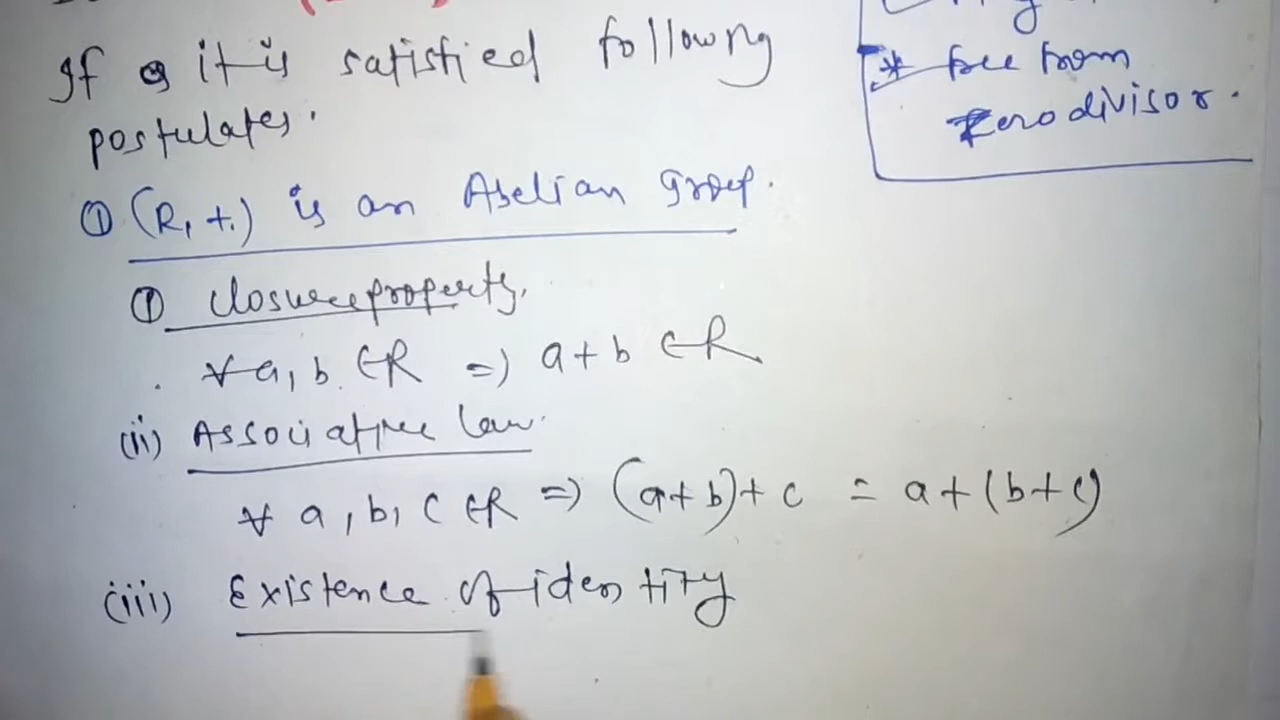 If it is satisfied following
postulates.
① (R, +.) is an Abelian group.
① closure property.
∀ a, b ∈ R => a + b ∈ R
(ii) Associative law
∀ a, b, c ∈ R => (a+b)+c = a+(b+c)
(iii) Existence of identity
* free from
zero divisor.